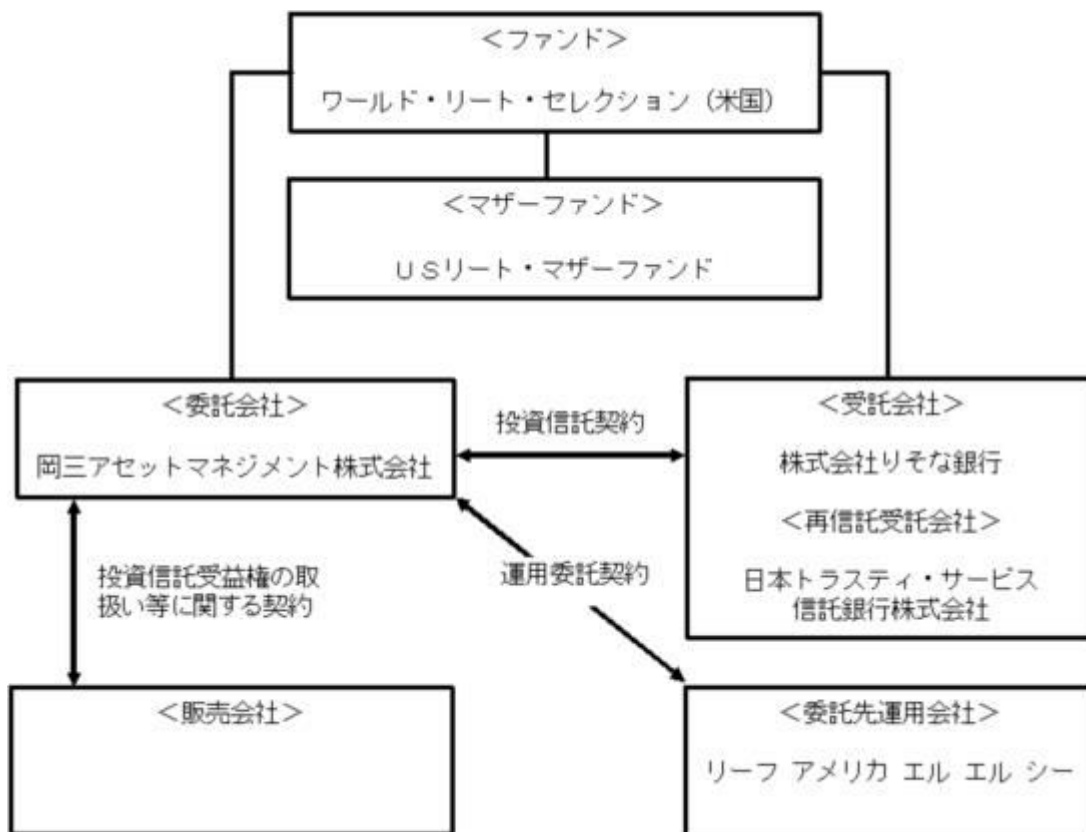 ＜ファンド＞
ワールド・リート・セレクション（米国）
＜マザーファンド＞
ＵＳリート・マザーファンド
＜委託会社＞
岡三アセットマネジメント株式会社
投資信託契約
＜受託会社＞
株式会社りそな銀行
＜再信託受託会社＞
日本トラスティ・サービス
信託銀行株式会社
投資信託受益権の取
扱い等に関する契約
運用委託契約
＜販売会社＞
＜委託先運用会社＞
リーフ アメリカ エル エル シー